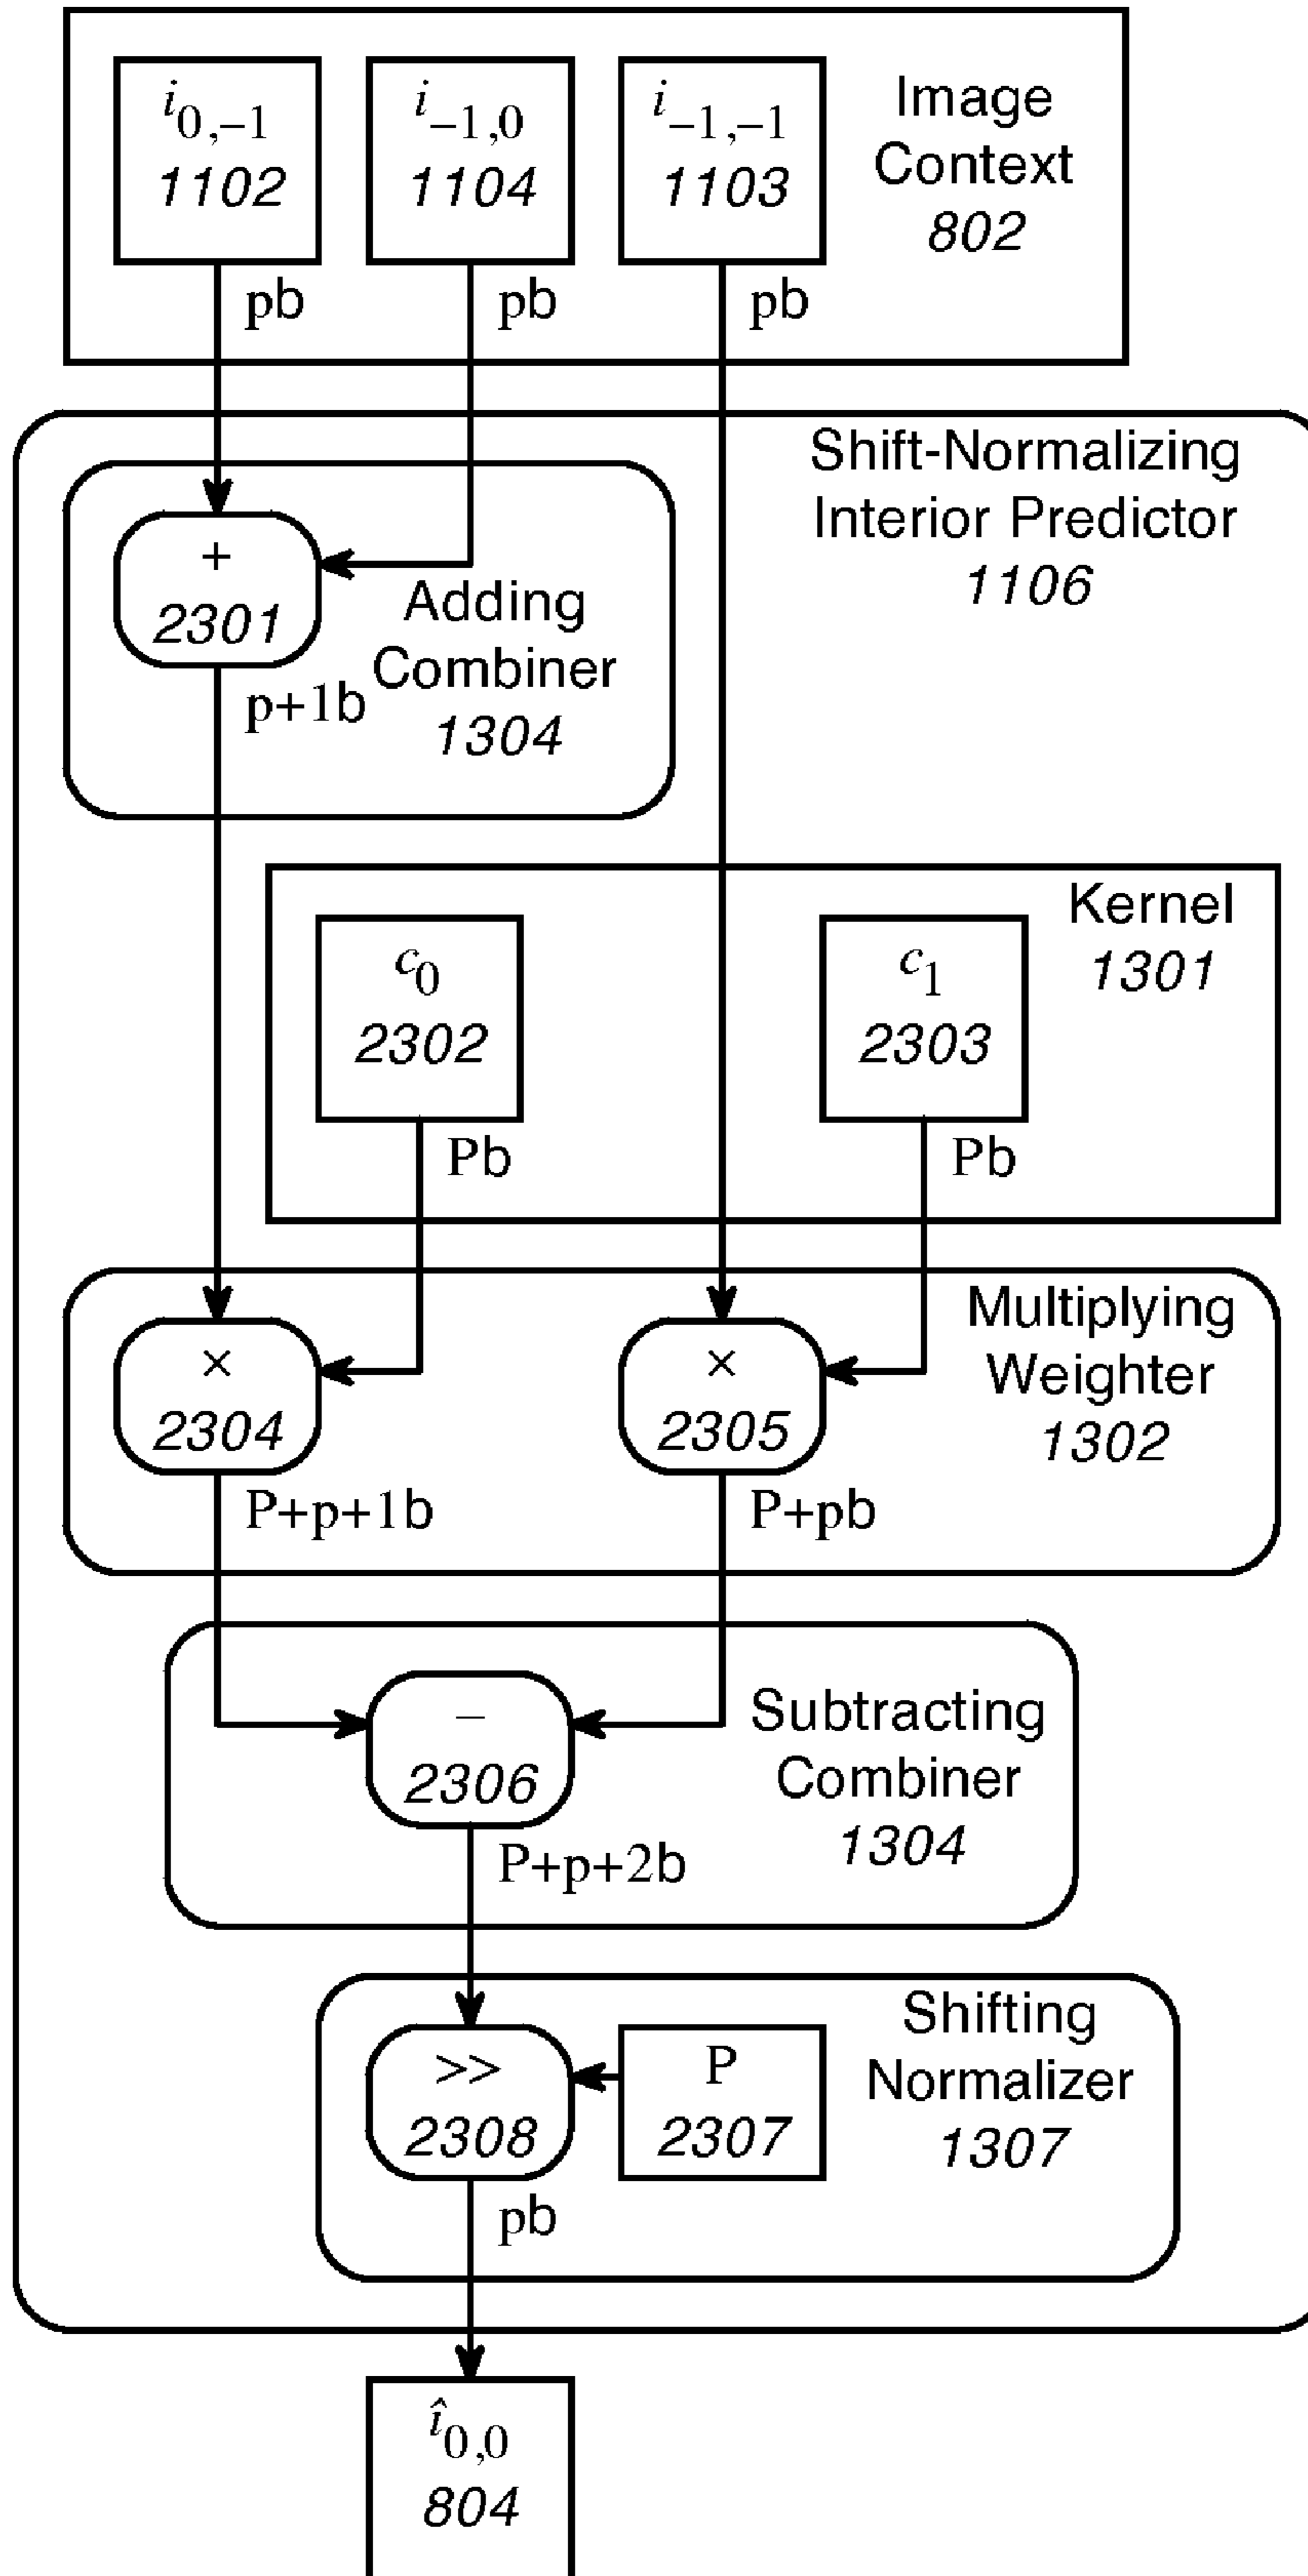 i0,−1
1102
i−1,0
1104
i−1,−1
1103
Image
Context
802
pb
pb
pb
Shift-Normalizing
Interior Predictor
1106
+
2301
Adding
Combiner
1304
p+1b
Kernel
1301
c0
2302
c1
2303
Pb
Pb
Multiplying
Weighter
1302
×
2304
×
2305
P+p+1b
P+pb
−
2306
Subtracting
Combiner
1304
P+p+2b
Shifting
Normalizer
1307
>>
2308
P
2307
pb
î0,0
804